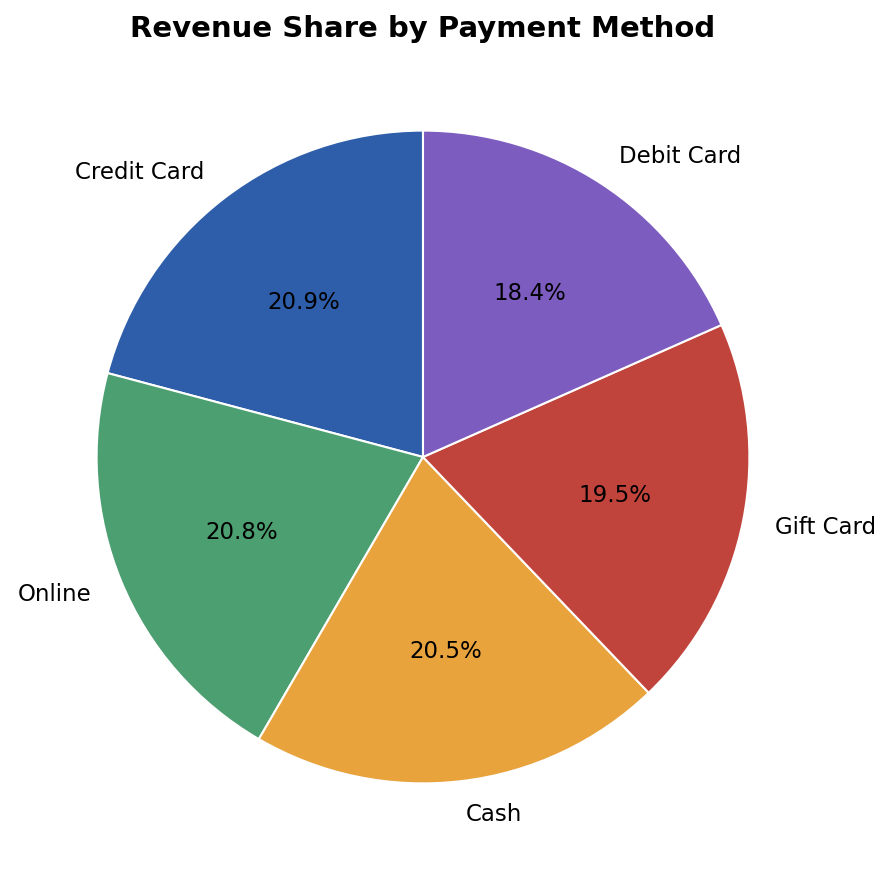 Revenue Share by Payment Method
Debit Card
Credit Card
18.4%
20.9%
19.5%
Gift Card
20.8%
Online
20.5%
Cash